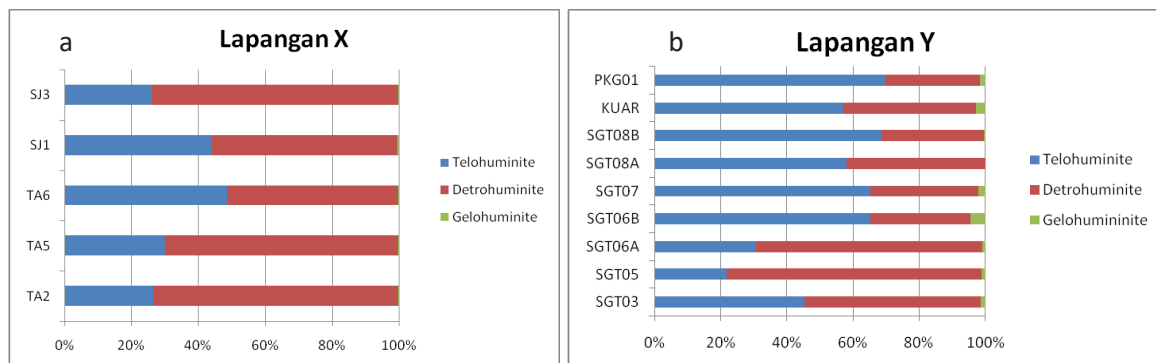 a
Lapangan X
SJ3
SJ1
TA6
TA5
TA2
0% 20% 40% 60% 80% 100%
Telohuminite
Detrohuminite
Gelohuminite
b
Lapangan Y
PKG01
KUAR
SGT08B
SGT08A
SGT07
SGT06B
SGT06A
SGT05
SGT03
0% 20% 40% 60% 80% 100%
Telohuminite
Detrohuminite
Gelohumininite